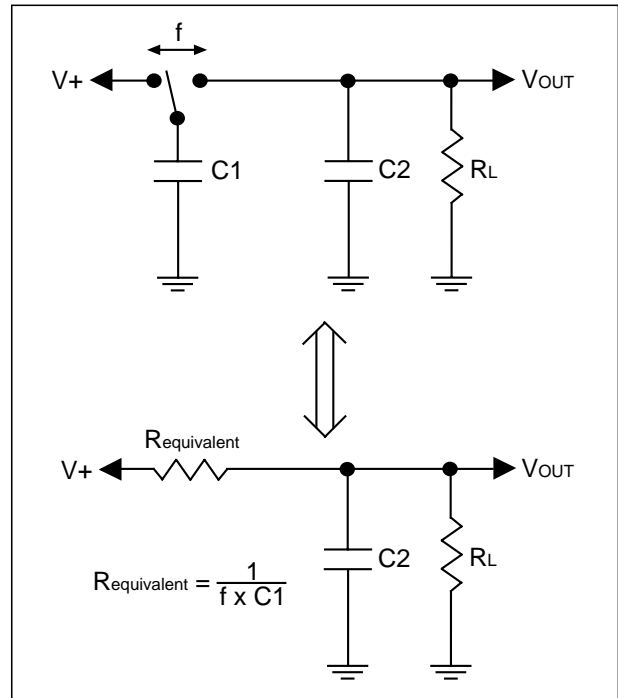 f
V+
VOUT
C1
C2
RL
Requivalent
V+
VOUT
C2
RL
Requivalent = 1
f x C1